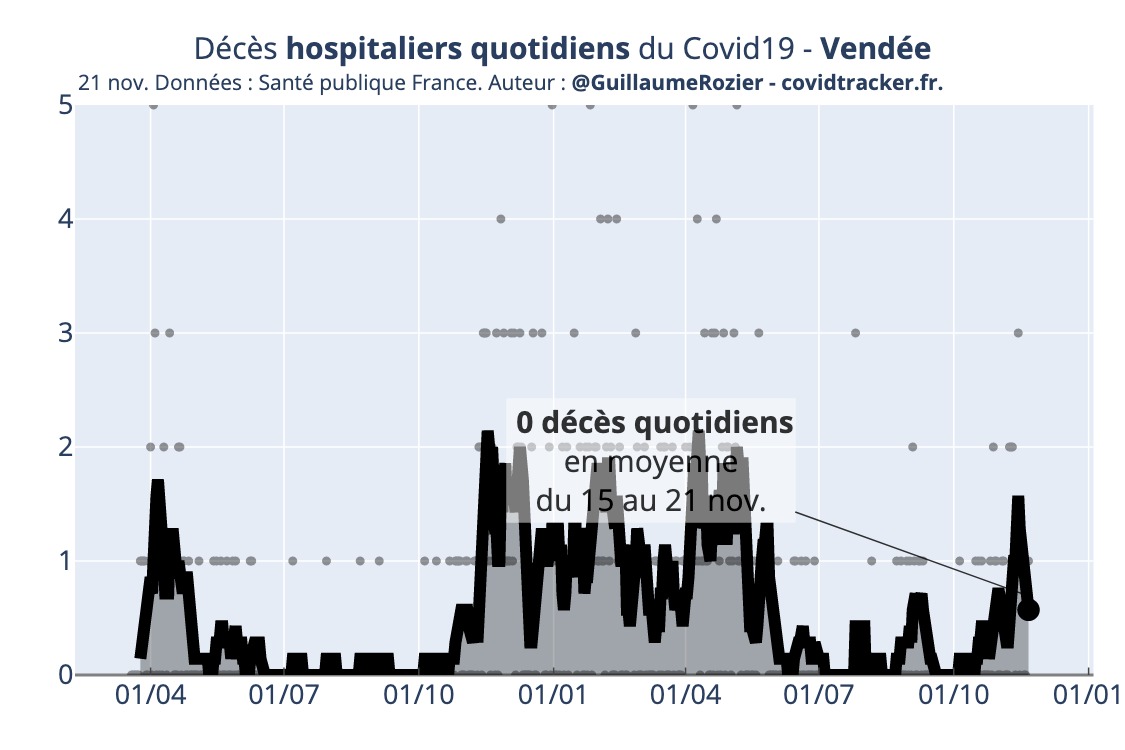 Décès hospitaliers quotidiens du Covid19 - Vendée
21 nov. Données : Santé publique France. Auteur : @GuillaumeRozier - covidtracker.fr.
5
4
3
2
1
0
0 décès quotidiens
en moyenne
du 15 au 21 nov.
01/04 01/07 01/10 01/01 01/04 01/07 01/10 01/01